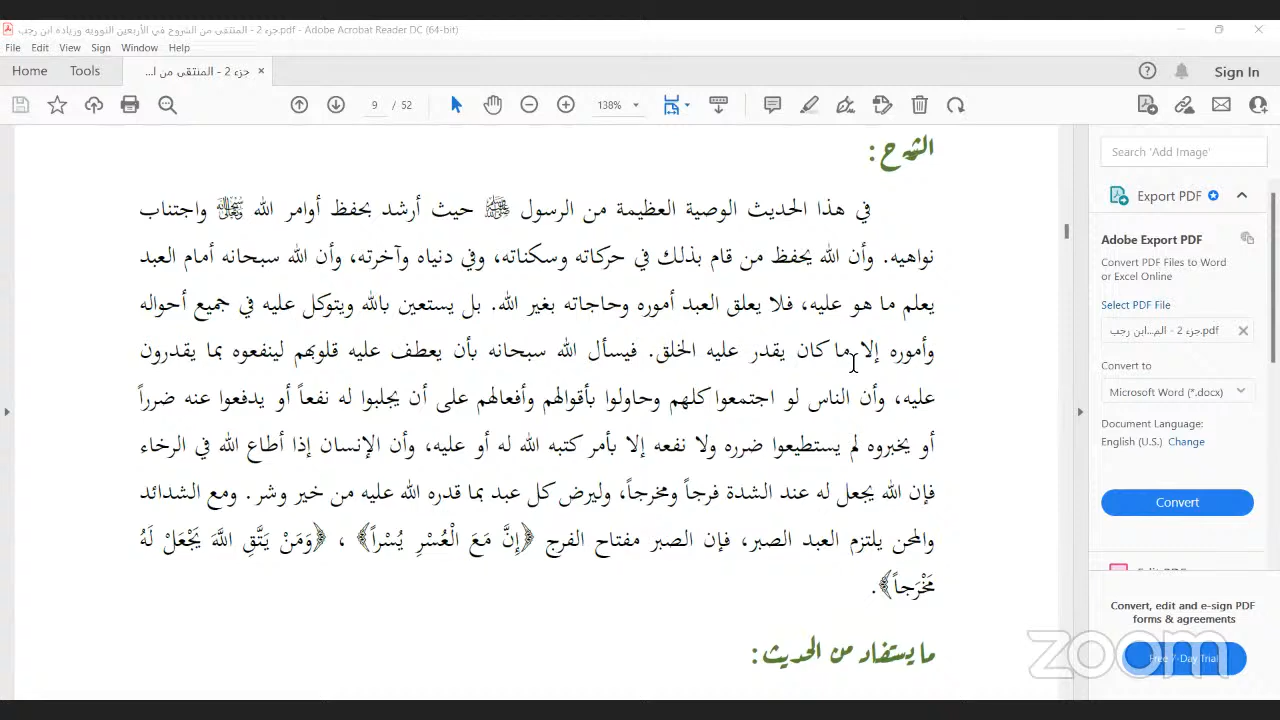 جزء 2 - المنتقى من الشروح في الأربعين النوويه وزيادة ابن رجب.pdf - Adobe Acrobat Reader DC (64-bit)
File Edit View Sign Window Help
Home Tools جزء 2 - المنتقى من ا... × Sign In
9 / 52 138%
الشرح :
في هذا الحديث الوصية العظيمة من الرسول ﷺ حيث أرشد بحفظ أوامر الله واجتناب
نواهيه. وأن الله يحفظ من قام بذلك في حركاته وسكناته، وفي دنياه وآخرته، وأن الله سبحانه أمام العبد
يعلم ما هو عليه، فلا يعلق العبد أموره وحاجاته بغير الله. بل يستعين بالله ويتوكل عليه في جميع أحواله
وأموره إلا ما كان يقدر عليه الخلق. فيسأل الله سبحانه بأن يعطف عليه قلوبهم لينفعوه بما يقدرون
عليه، وأن الناس لو اجتمعوا كلهم وحاولوا بأقوالهم وأفعالهم على أن يجلبوا له نفعاً أو يدفعوا عنه ضرراً
أو يخبروه لم يستطيعوا ضرره ولا نفعه إلا بأمر كتبه الله له أو عليه، وأن الإنسان إذا أطاع الله في الرخاء
فإن الله يجعل له عند الشدة فرجاً ومخرجاً، وليرض كل عبد بما قدره الله عليه من خير وشر . ومع الشدائد
والمحن يلتزم العبد الصبر، فإن الصبر مفتاح الفرج ﴿إِنَّ مَعَ الْعُسْرِ يُسْراً﴾ ، ﴿وَمَنْ يَتَّقِ اللَّهَ يَجْعَلْ لَهُ
مَخْرَجاً﴾.
ما يستفاد من الحديث :
Search 'Add Image'
Export PDF
Adobe Export PDF
Convert PDF Files to Word
or Excel Online
Select PDF File
جزء 2 - الم...ابن رجب.pdf
Convert to
Microsoft Word (*.docx)
Document Language:
English (U.S.) Change
Convert
Convert, edit and e-sign PDF
forms & agreements
Free 7-Day Trial
zoom